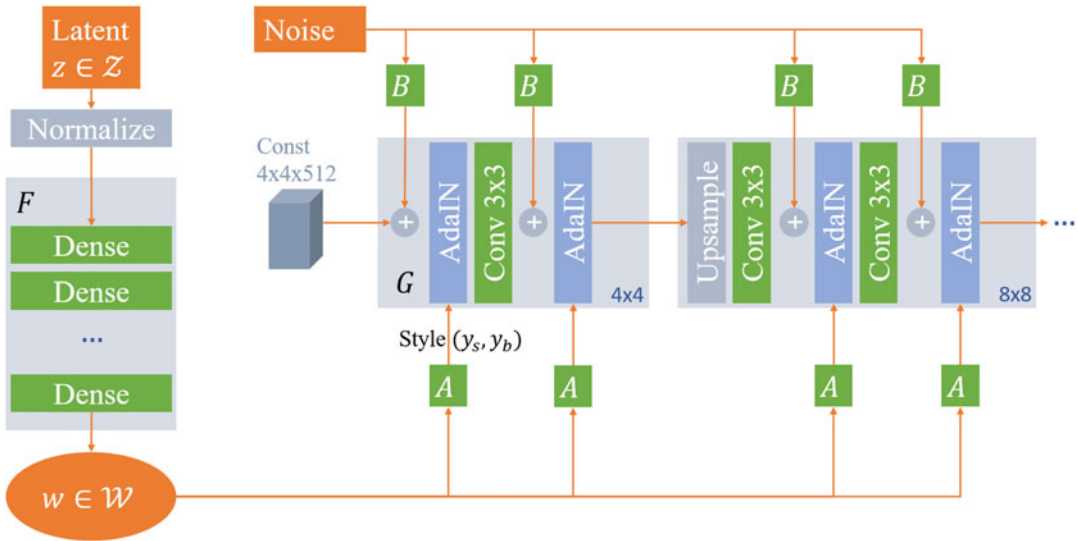 Latent
z ∈ 𝒵
Normalize
F
Dense
Dense
...
Dense
w ∈ 𝒲
Noise
B
B
B
B
Const
4x4x512
+
AdaIN
Conv 3x3
+
AdaIN
G
4x4
Upsample
Conv 3x3
+
AdaIN
Conv 3x3
+
AdaIN
8x8
...
Style (y_s, y_b)
A
A
A
A